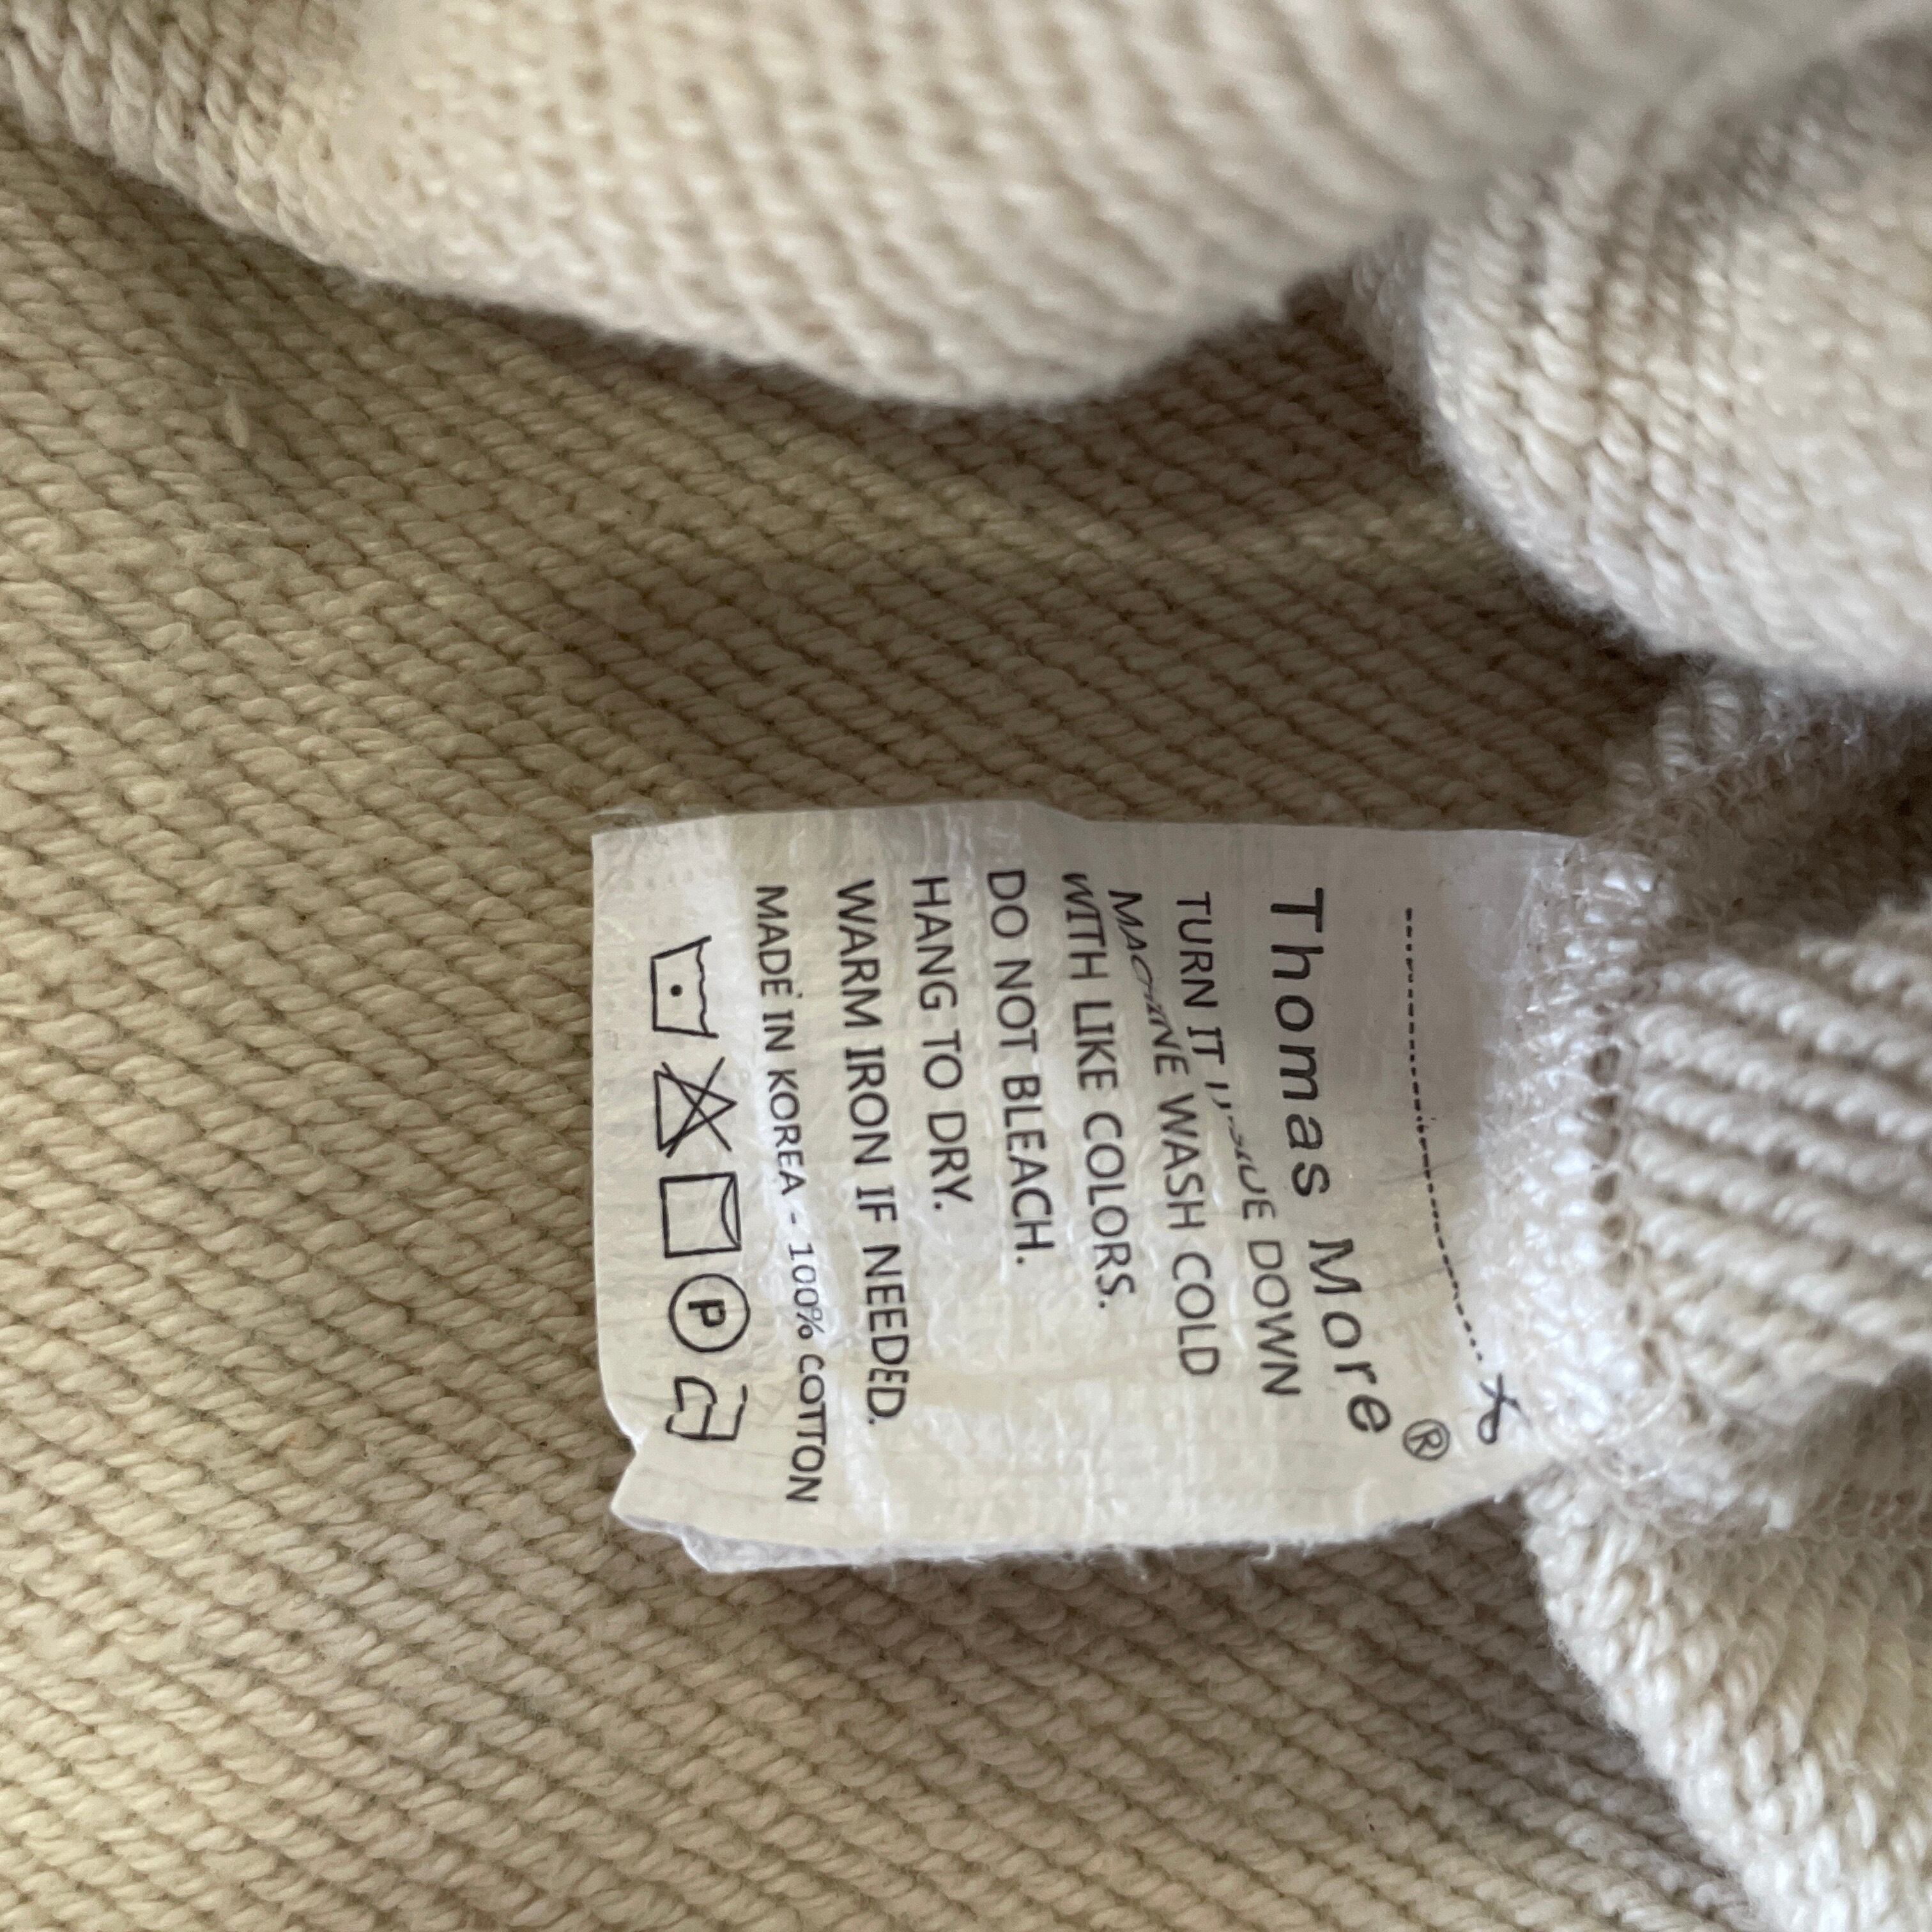 Thomas More ®
TURN IT INSIDE DOWN
MACHINE WASH COLD
WITH LIKE COLORS.
DO NOT BLEACH.
HANG TO DRY.
WARM IRON IF NEEDED.
MADE IN KOREA - 100% COTTON
P